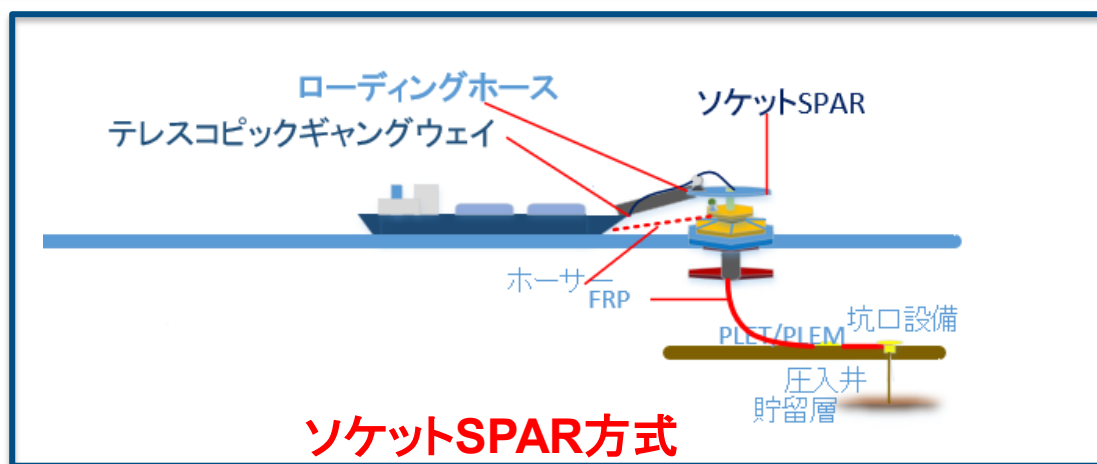 ローディングホース
ソケットSPAR
テレスコピックギャングウェイ
ホーサー
FRP
坑口設備
PLET/PLEM
圧入井
貯留層
ソケットSPAR方式